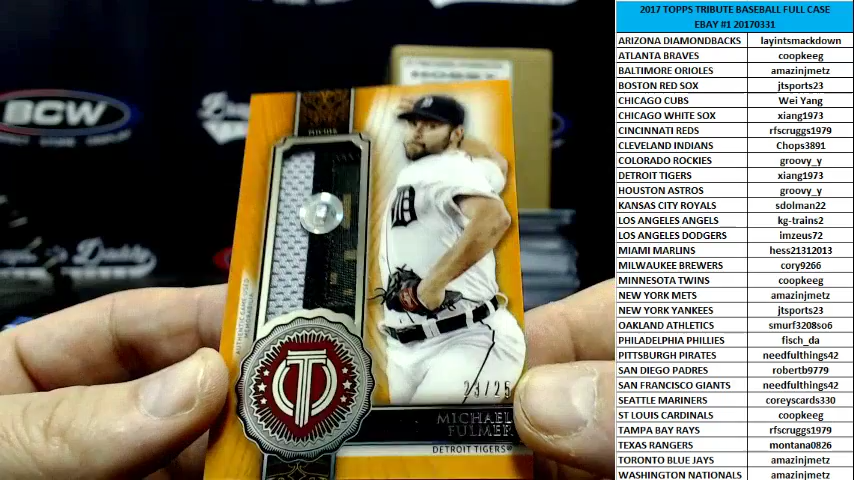 BCW
PITCHER
AUTHENTIC GAME-USED
MEMORABILIA
D
T
23/25
MICHAEL
FULMER
DETROIT TIGERS
2017 TOPPS TRIBUTE BASEBALL FULL CASE
EBAY #1 20170331
ARIZONA DIAMONDBACKS layintsmackdown
ATLANTA BRAVES coopkeeg
BALTIMORE ORIOLES amazinjmetz
BOSTON RED SOX jtsports23
CHICAGO CUBS Wei Yang
CHICAGO WHITE SOX xiang1973
CINCINNATI REDS rfscruggs1979
CLEVELAND INDIANS Chops3891
COLORADO ROCKIES groovy_y
DETROIT TIGERS xiang1973
HOUSTON ASTROS groovy_y
KANSAS CITY ROYALS sdolman22
LOS ANGELES ANGELS kg-trains2
LOS ANGELES DODGERS imzeus72
MIAMI MARLINS hess21312013
MILWAUKEE BREWERS cory9266
MINNESOTA TWINS coopkeeg
NEW YORK METS amazinjmetz
NEW YORK YANKEES jtsports23
OAKLAND ATHLETICS smurf3208so6
PHILADELPHIA PHILLIES fisch_da
PITTSBURGH PIRATES needfulthings42
SAN DIEGO PADRES robertb9779
SAN FRANCISCO GIANTS needfulthings42
SEATTLE MARINERS coreyscards330
ST LOUIS CARDINALS coopkeeg
TAMPA BAY RAYS rfscruggs1979
TEXAS RANGERS montana0826
TORONTO BLUE JAYS amazinjmetz
WASHINGTON NATIONALS amazinjmetz